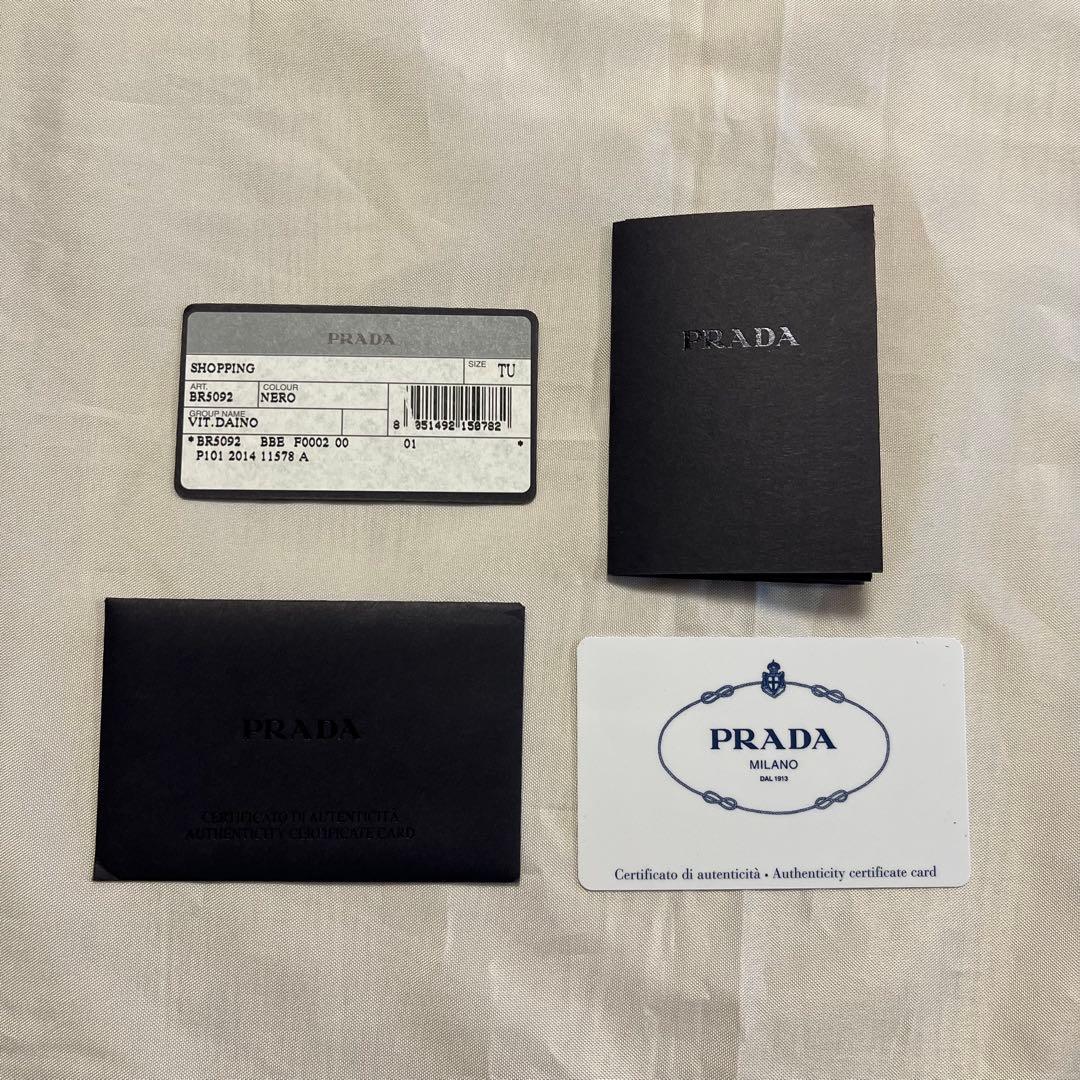 PRADA
SHOPPING
SIZE TU
ART.
BR5092
COLOUR
NERO
GROUP NAME
VIT.DAINO
8 051492 150782
*BR5092 BBE F0002 00 01 *
P101 2014 11578 A
PRADA
PRADA
CERTIFICATO DI AUTENTICITÀ
AUTHENTICITY CERTIFICATE CARD
PRADA
MILANO
DAL 1913
Certificato di autenticità • Authenticity certificate card